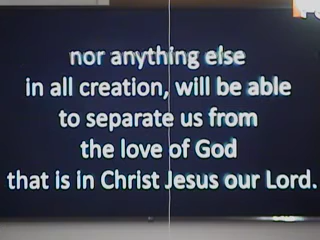 nor anything else
in all creation, will be able
to separate us from
the love of God
that is in Christ Jesus our Lord.